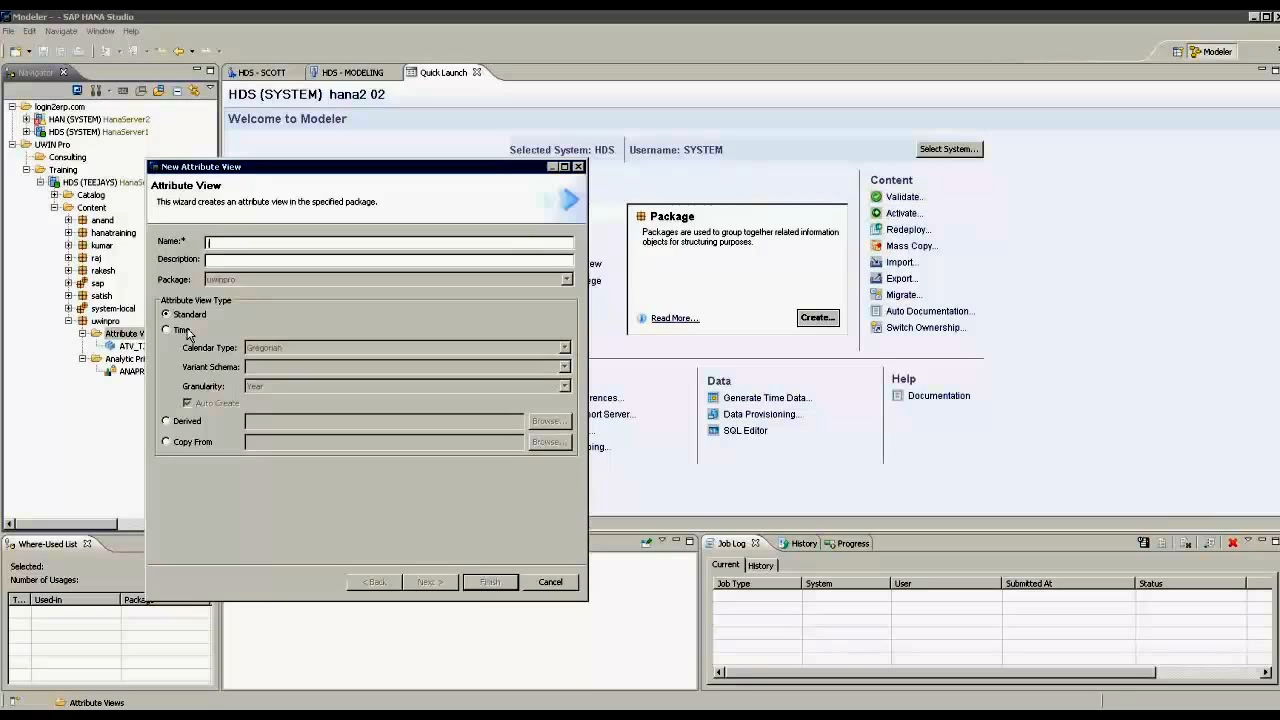 Modeler - - SAP HANA Studio
File Edit Navigate Window Help
Modeler
Navigator
HDS - SCOTT
HDS - MODELING
Quick Launch
HDS (SYSTEM) hana2 02
Welcome to Modeler
Selected System: HDS
Username: SYSTEM
Select System...
login2erp.com
HAN (SYSTEM) HanaServer2
HDS (SYSTEM) HanaServer1
UWIN Pro
Consulting
Training
HDS (TEEJAYS) HanaS
Catalog
Content
anand
hanatraining
kumar
raj
rakesh
sap
satish
system-local
uwinpro
Attribute V
ATV_T
Analytic Pri
ANAPR
New Attribute View
Attribute View
This wizard creates an attribute view in the specified package.
Name:*
Description:
Package: uwinpro
Attribute View Type
Standard
Time
Calendar Type: Gregorian
Variant Schema:
Granularity: Year
Auto Create
Derived
Browse...
Copy From
Browse...
< Back
Next >
Finish
Cancel
Package
Packages are used to group together related information
objects for structuring purposes.
Read More...
Create...
Content
Validate...
Activate...
Redeploy...
Mass Copy...
Import...
Export...
Migrate...
Auto Documentation...
Switch Ownership...
Data
Generate Time Data...
Data Provisioning...
SQL Editor
Help
Documentation
Where-Used List
Selected:
Number of Usages:
T... Used-in Package
Job Log
History
Progress
Current
History
Job Type System User Submitted At Status
Attribute Views